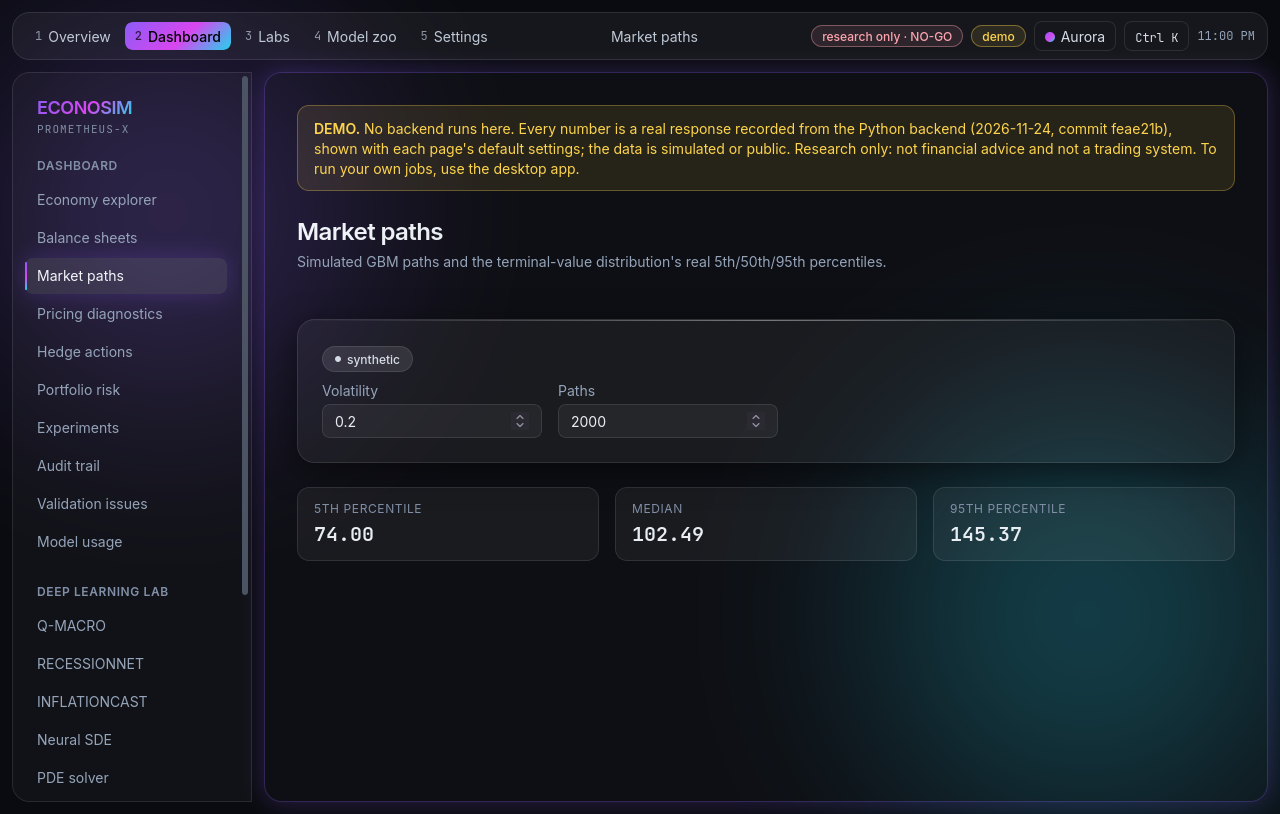 1 Overview 2 Dashboard 3 Labs 4 Model zoo 5 Settings Market paths research only · NO-GO demo Aurora Ctrl K 11:00 PM
ECONOSIM
PROMETHEUS-X
DASHBOARD
Economy explorer
Balance sheets
Market paths
Pricing diagnostics
Hedge actions
Portfolio risk
Experiments
Audit trail
Validation issues
Model usage
DEEP LEARNING LAB
Q-MACRO
RECESSIONNET
INFLATIONCAST
Neural SDE
PDE solver
DEMO. No backend runs here. Every number is a real response recorded from the Python backend (2026-11-24, commit feae21b),
shown with each page's default settings; the data is simulated or public. Research only: not financial advice and not a trading system. To
run your own jobs, use the desktop app.
Market paths
Simulated GBM paths and the terminal-value distribution's real 5th/50th/95th percentiles.
synthetic
Volatility Paths
0.2 2000
5TH PERCENTILE MEDIAN 95TH PERCENTILE
74.00 102.49 145.37